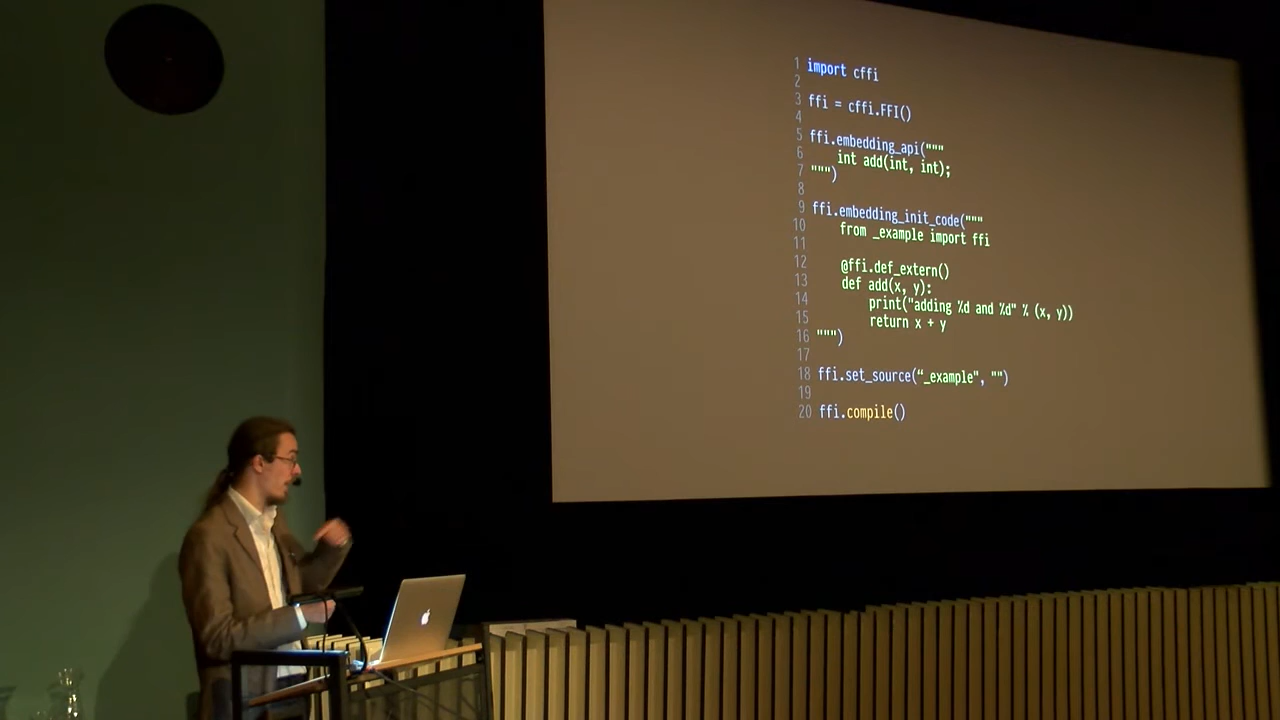 1 import cffi
2
3 ffi = cffi.FFI()
4
5 ffi.embedding_api("""
6     int add(int, int);
7 """)
8
9 ffi.embedding_init_code("""
10     from _example import ffi
11
12     @ffi.def_extern()
13     def add(x, y):
14         print("adding %d and %d" % (x, y))
15         return x + y
16 """)
17
18 ffi.set_source(“_example", "")
19
20 ffi.compile()